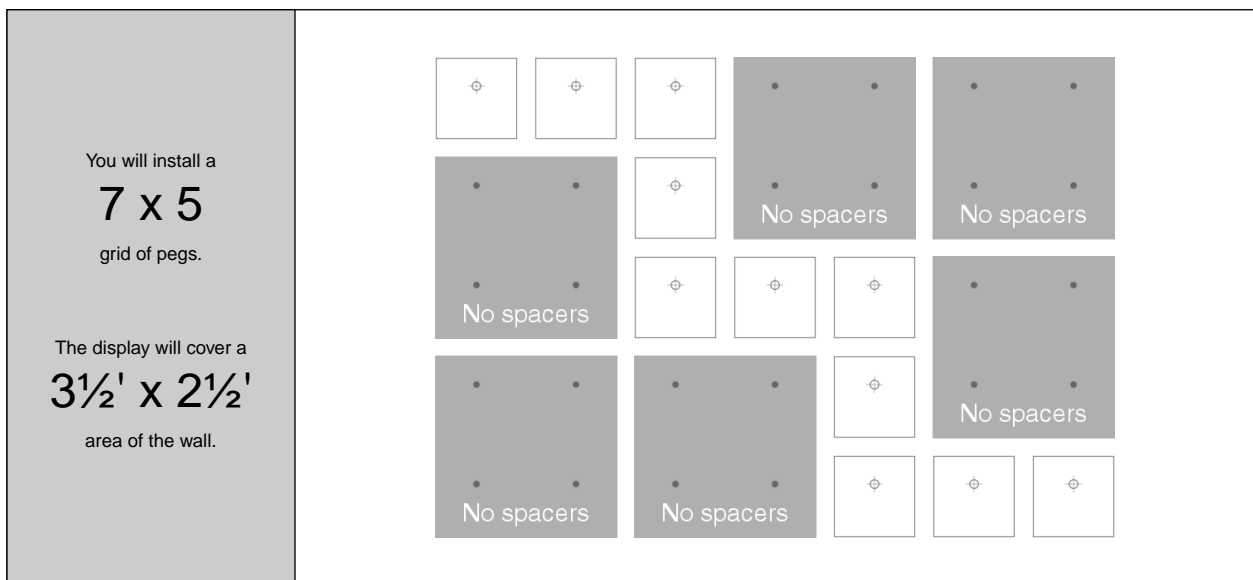 You will install a
7 x 5
grid of pegs.
The display will cover a
3½' x 2½'
area of the wall.
No spacers
No spacers
No spacers
No spacers
No spacers
No spacers